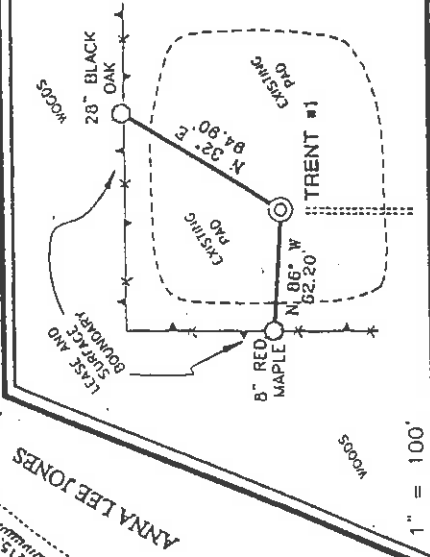 WOODS
28" BLACK
OAK
N 32° E
84.90'
EXISTING
PAD
EXISTING
PAD
TRENT #1
N 86° W
62.20'
LEASE AND
SURFACE
BOUNDARY
8" RED
MAPLE
WOODS
ANNA LEE JONES
1" = 100'